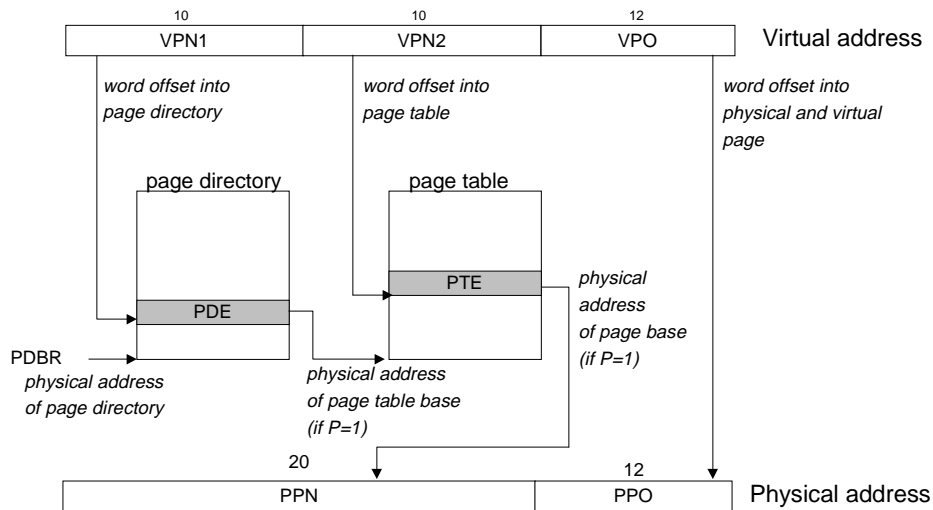 10 10 12
VPN1 VPN2 VPO Virtual address
word offset into
page directory
word offset into
page table
word offset into
physical and virtual
page
page directory
page table
PDE
PTE
physical
address
of page base
(if P=1)
PDBR
physical address
of page directory
physical address
of page table base
(if P=1)
20 12
PPN PPO Physical address